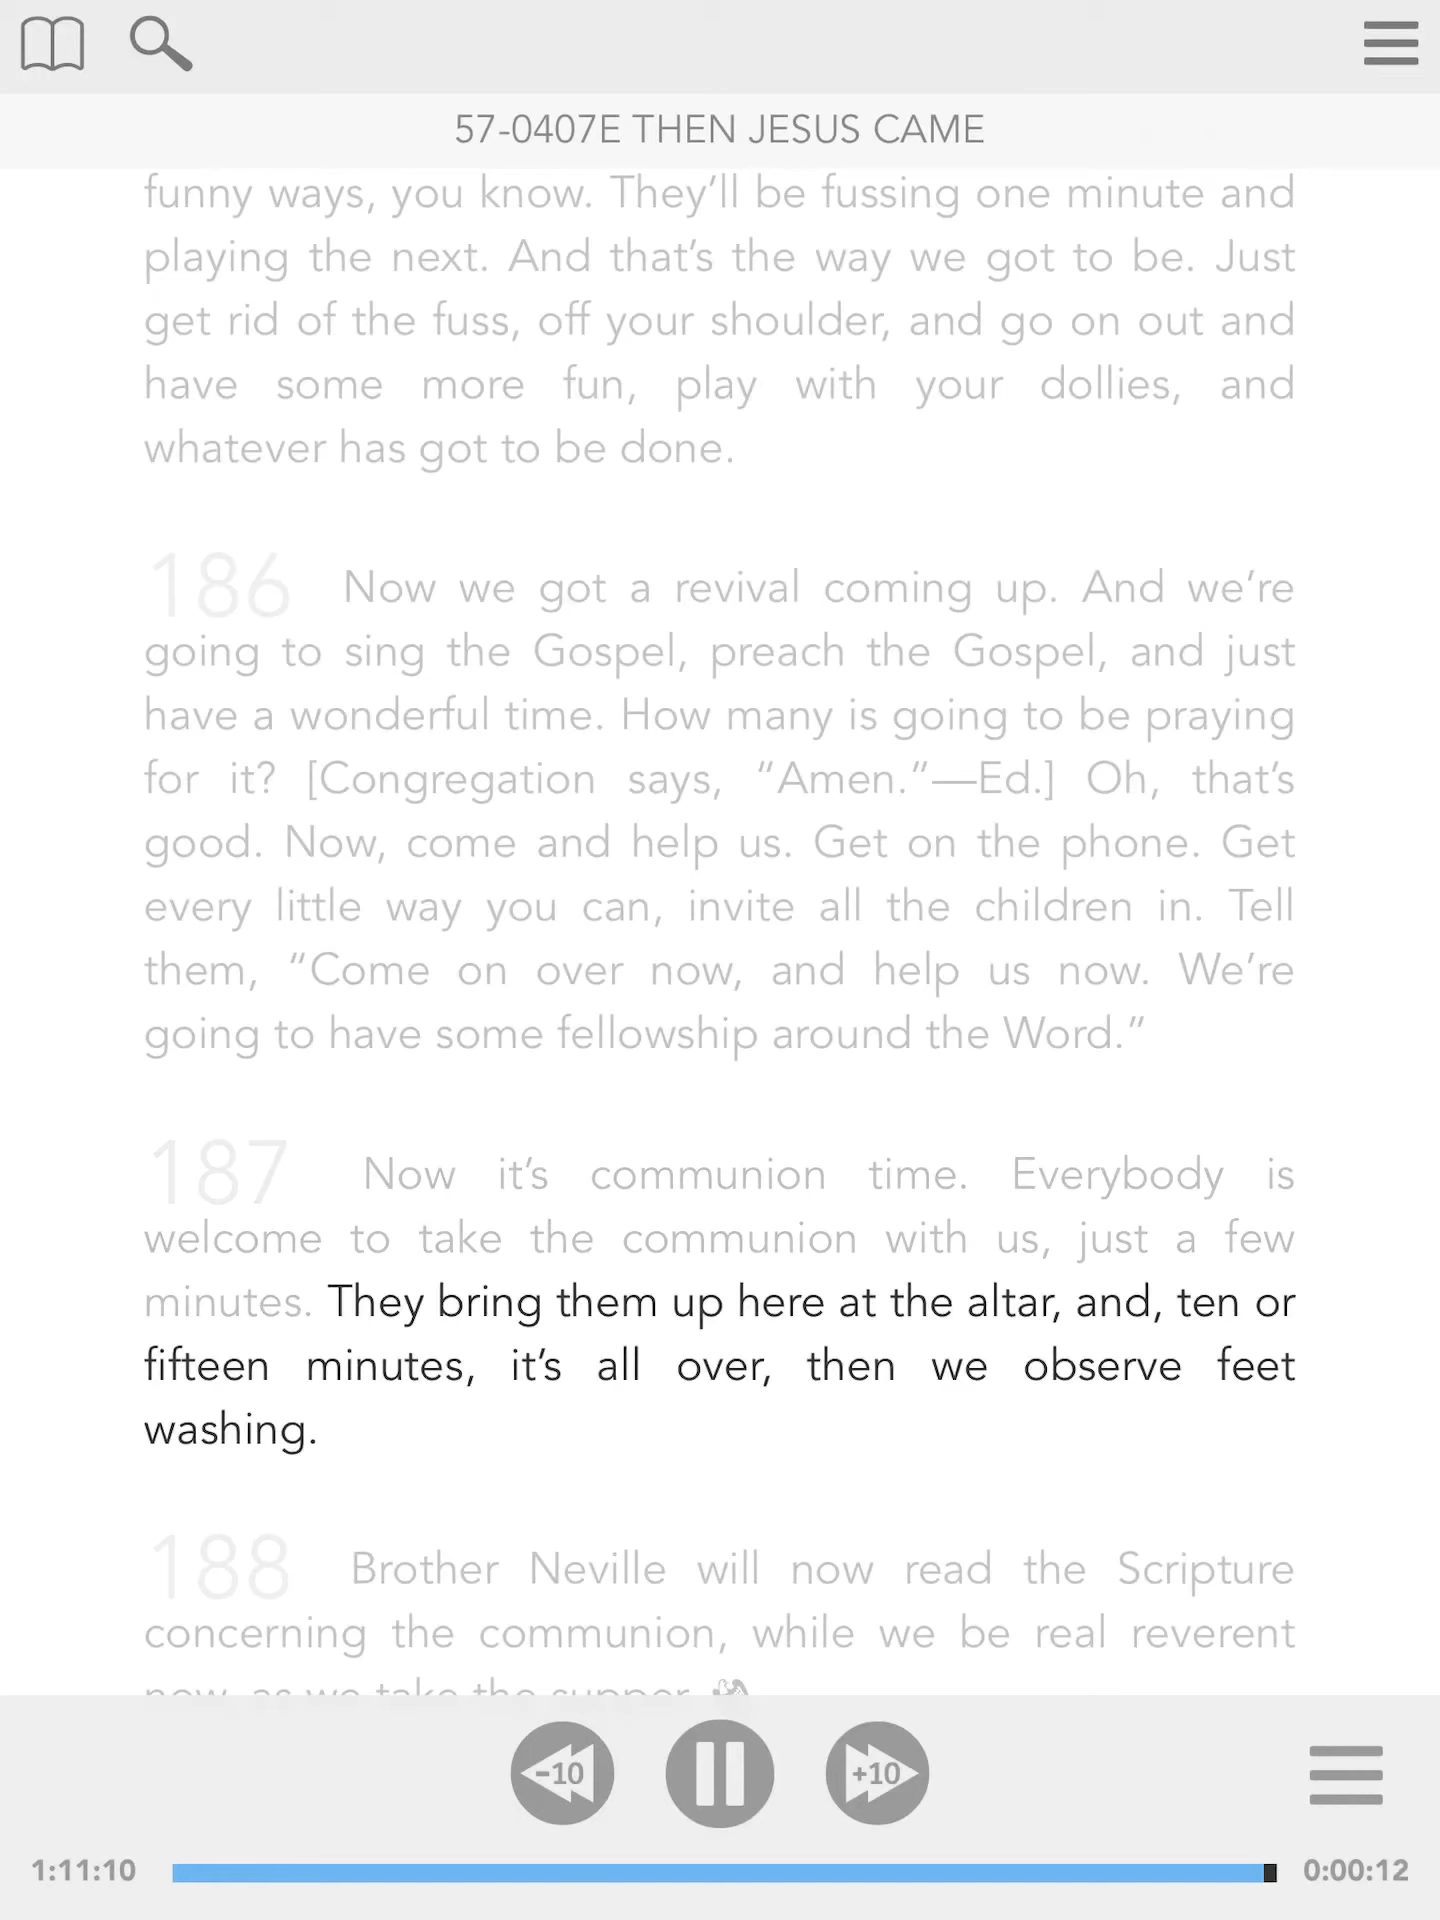 57-0407E THEN JESUS CAME
funny ways, you know. They’ll be fussing one minute and
playing the next. And that’s the way we got to be. Just
get rid of the fuss, off your shoulder, and go on out and
have some more fun, play with your dollies, and
whatever has got to be done.
186 Now we got a revival coming up. And we’re
going to sing the Gospel, preach the Gospel, and just
have a wonderful time. How many is going to be praying
for it? [Congregation says, “Amen.”—Ed.] Oh, that’s
good. Now, come and help us. Get on the phone. Get
every little way you can, invite all the children in. Tell
them, “Come on over now, and help us now. We’re
going to have some fellowship around the Word.”
187 Now it’s communion time. Everybody is
welcome to take the communion with us, just a few
minutes. They bring them up here at the altar, and, ten or
fifteen minutes, it’s all over, then we observe feet
washing.
188 Brother Neville will now read the Scripture
concerning the communion, while we be real reverent
now, as we take the supper.
-10 +10
1:11:10 0:00:12